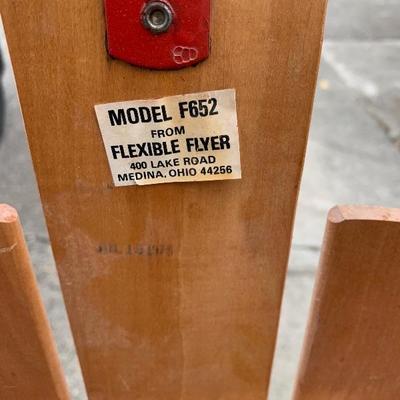 MODEL F652
FROM
FLEXIBLE FLYER
400 LAKE ROAD
MEDINA, OHIO 44256